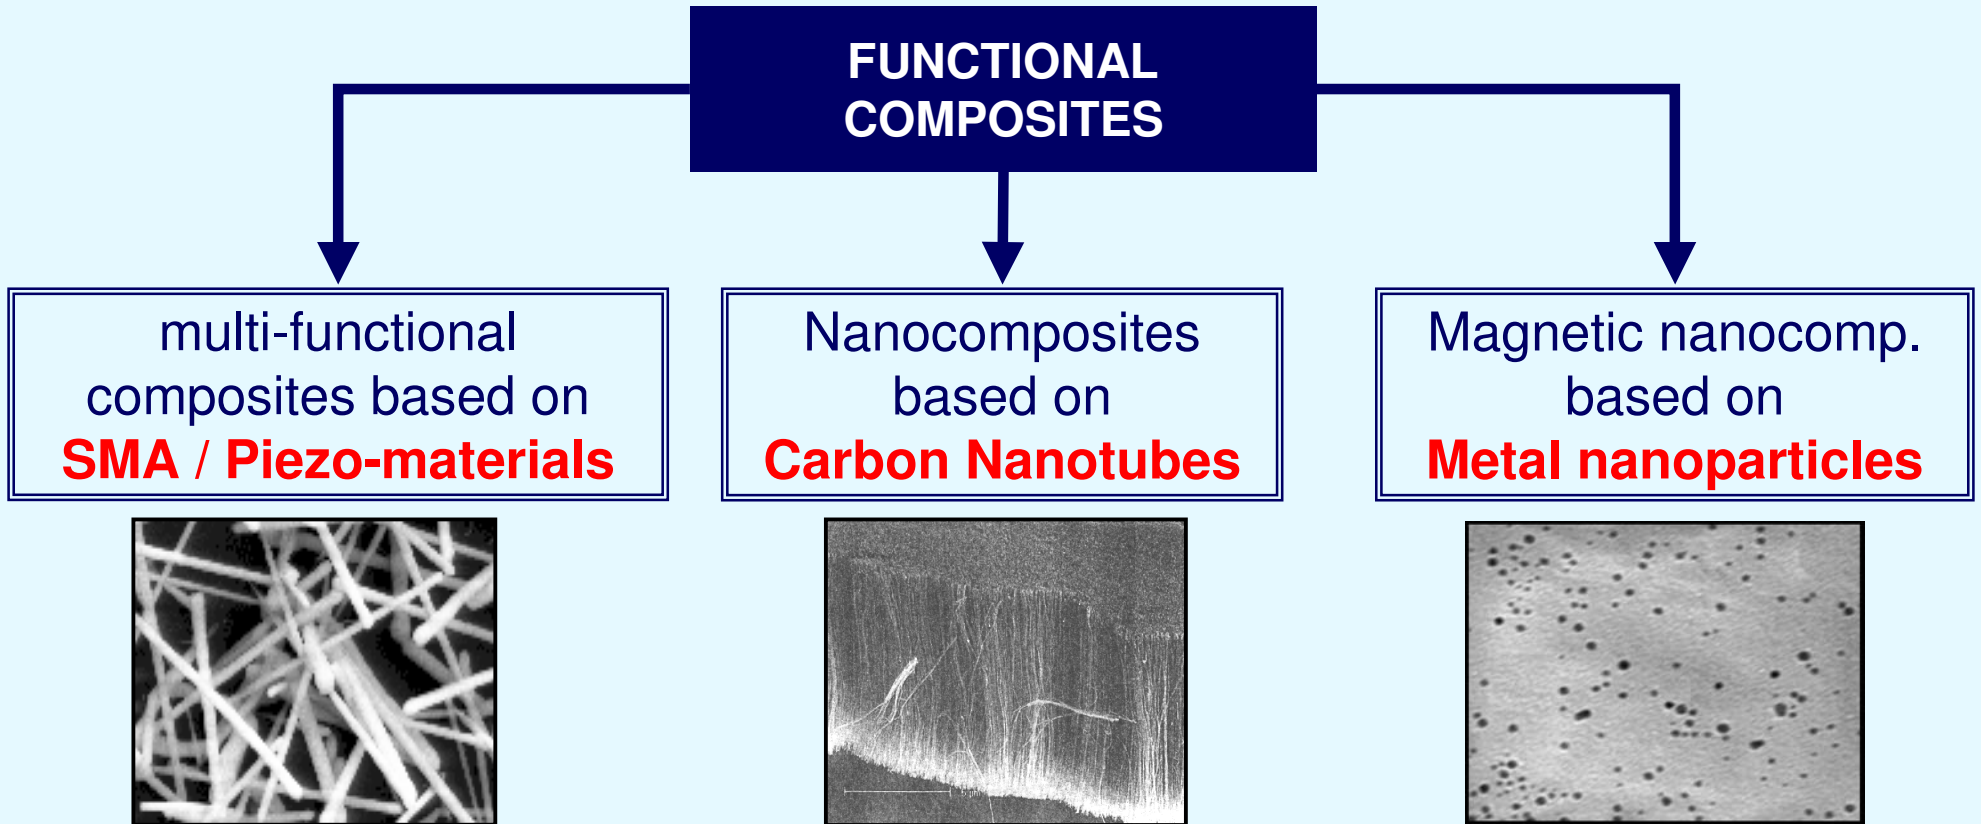 FUNCTIONAL
COMPOSITES
multi-functional
composites based on
SMA / Piezo-materials
Nanocomposites
based on
Carbon Nanotubes
Magnetic nanocomp.
based on
Metal nanoparticles